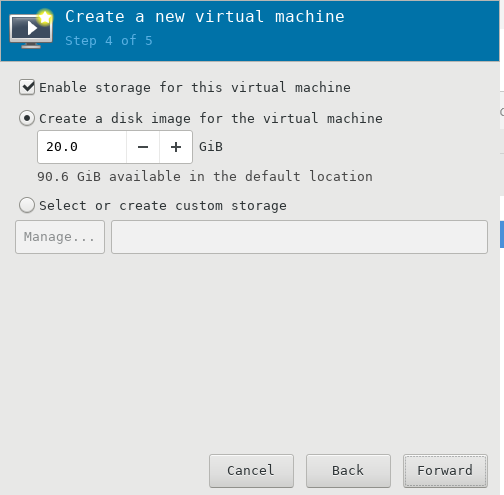 Create a new virtual machine
Step 4 of 5
Enable storage for this virtual machine
Create a disk image for the virtual machine
20.0 − + GiB
90.6 GiB available in the default location
Select or create custom storage
Manage...
Cancel Back Forward